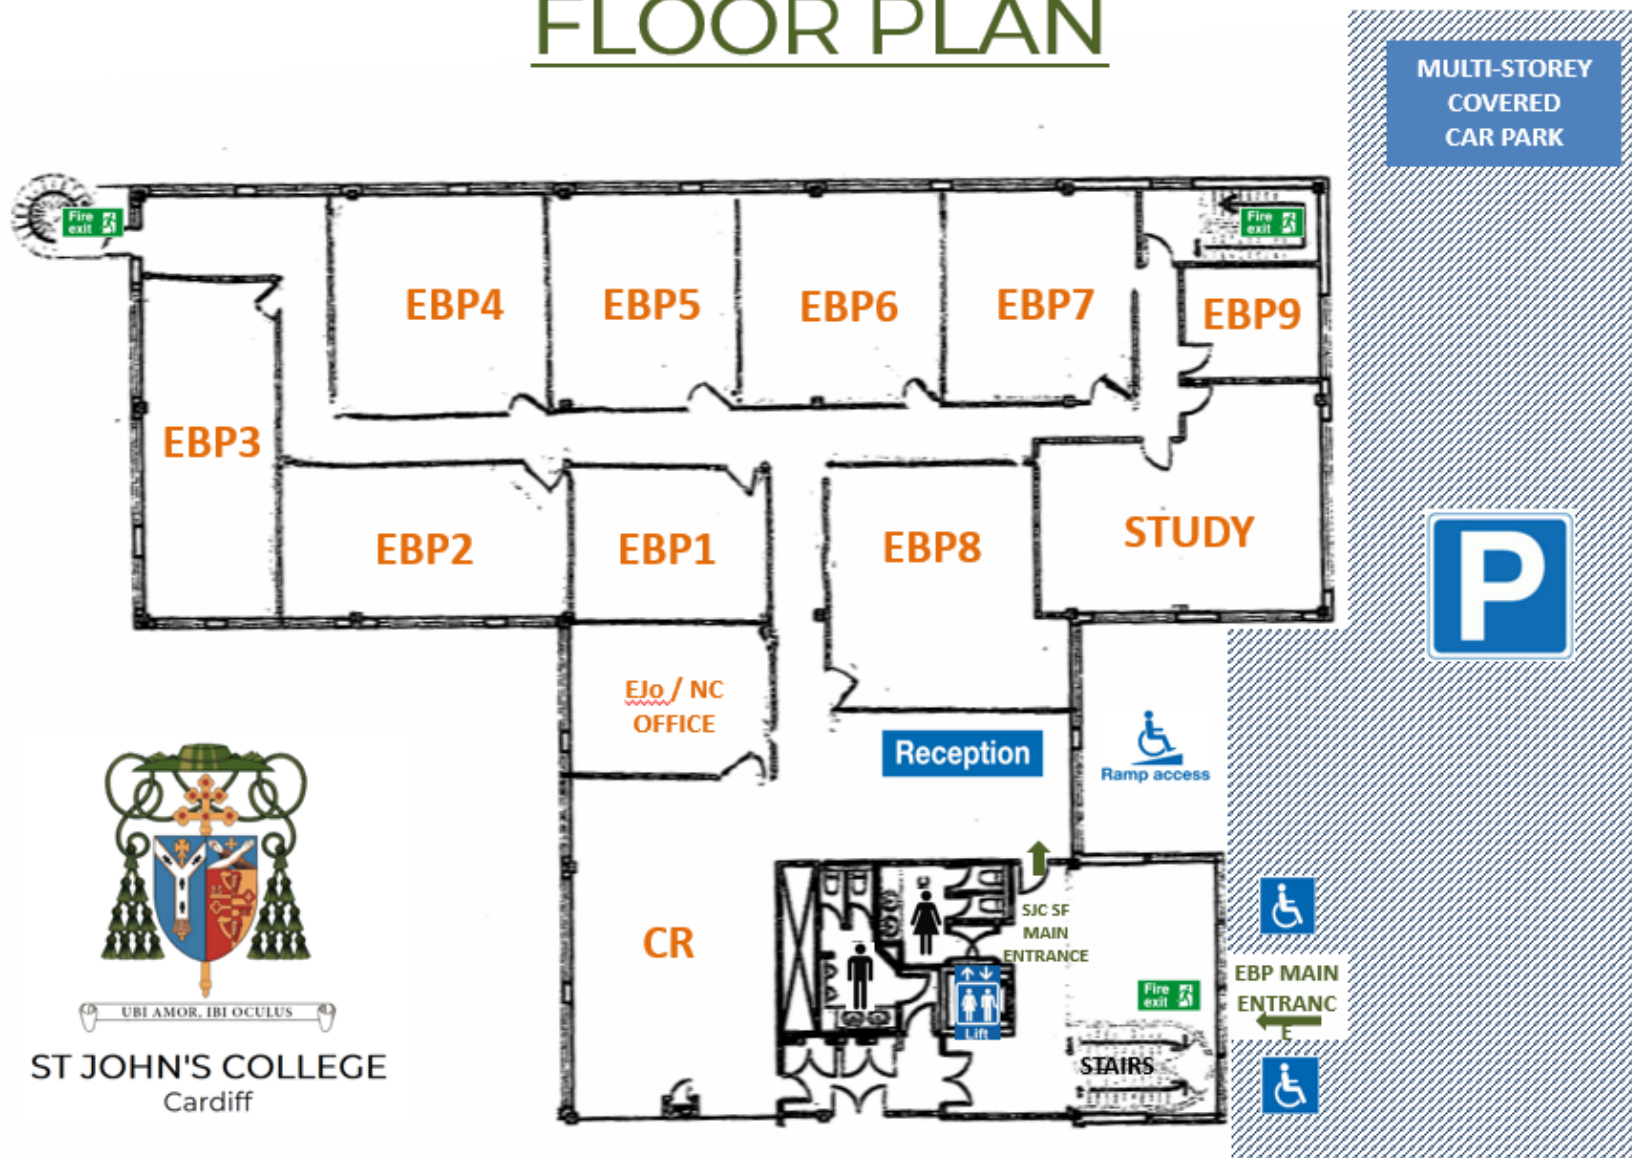 FLOOR PLAN
MULTI-STOREY
COVERED
CAR PARK
Fire
exit
Fire
exit
EBP4
EBP5
EBP6
EBP7
EBP9
EBP3
EBP2
EBP1
EBP8
STUDY
P
EJo / NC
OFFICE
Reception
Ramp access
SJC SF
MAIN
ENTRANCE
CR
Lift
Fire
exit
EBP MAIN
ENTRANC
E
STAIRS
UBI AMOR, IBI OCULUS
ST JOHN'S COLLEGE
Cardiff